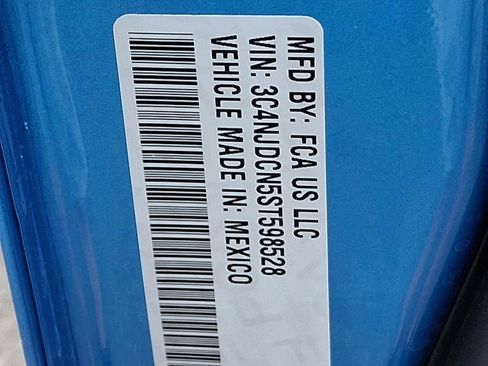 MFD BY: FCA US LLC
VIN: 3C4NJDCN5ST598528
VEHICLE MADE IN: MEXICO